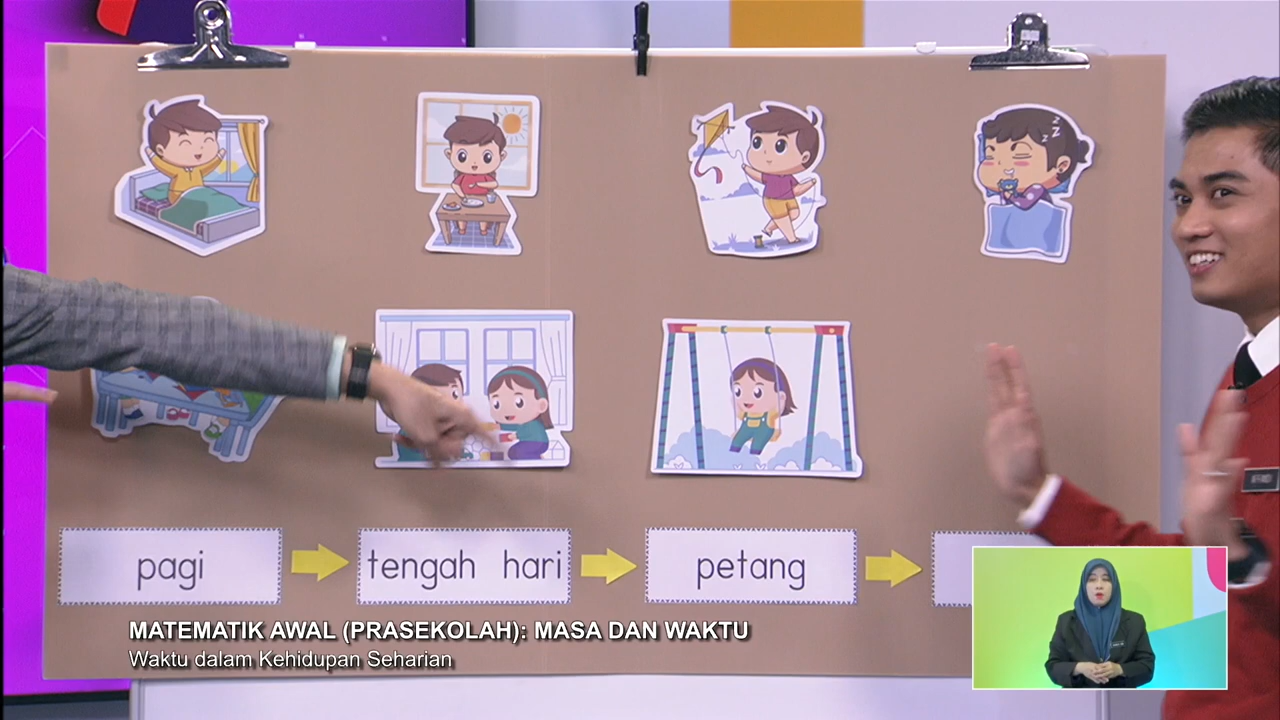 z
z
z
pagi
tengah hari
petang
MATEMATIK AWAL (PRASEKOLAH): MASA DAN WAKTU
Waktu dalam Kehidupan Seharian